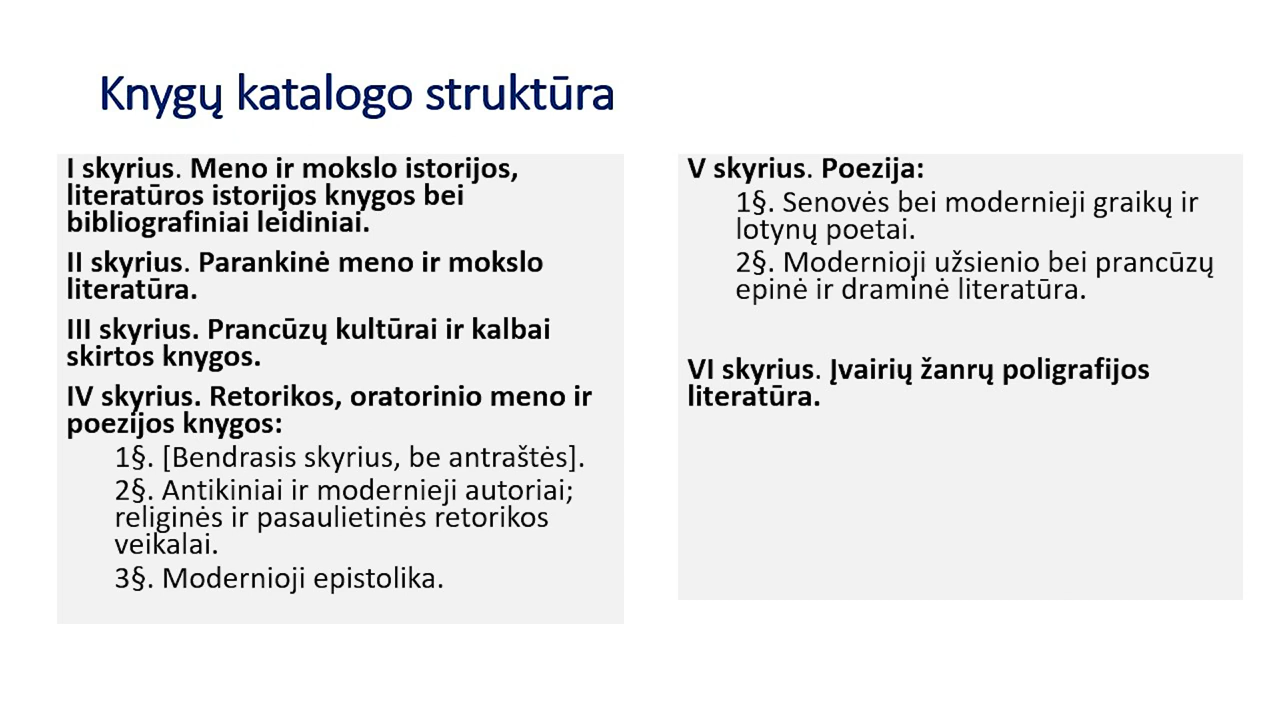 Knygų katalogo struktūra
I skyrius. Meno ir mokslo istorijos,
literatūros istorijos knygos bei
bibliografiniai leidiniai.
II skyrius. Parankinė meno ir mokslo
literatūra.
III skyrius. Prancūzų kultūrai ir kalbai
skirtos knygos.
IV skyrius. Retorikos, oratorinio meno ir
poezijos knygos:
1§. [Bendrasis skyrius, be antraštės].
2§. Antikiniai ir modernieji autoriai;
religinės ir pasaulietinės retorikos
veikalai.
3§. Modernioji epistolika.
V skyrius. Poezija:
1§. Senovės bei modernieji graikų ir
lotynų poetai.
2§. Modernioji užsienio bei prancūzų
epinė ir draminė literatūra.
VI skyrius. Įvairių žanrų poligrafijos
literatūra.